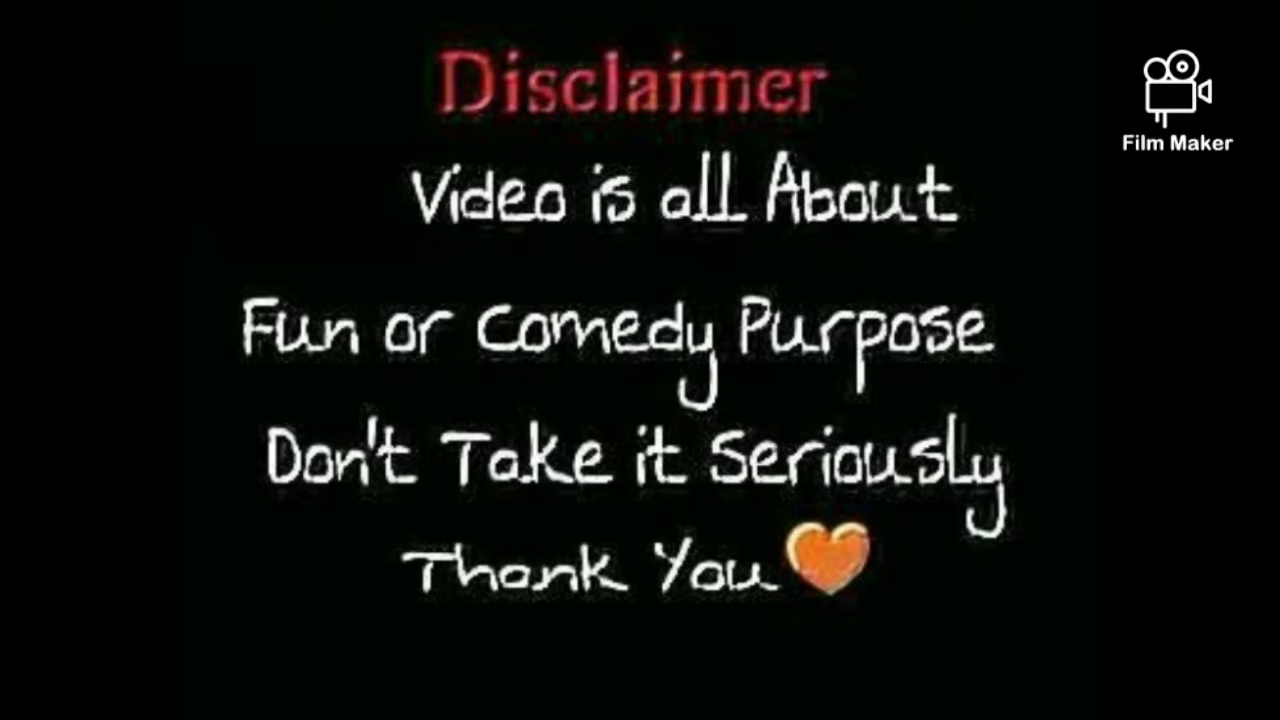 Disclaimer
Film Maker
Video is all About
Fun or Comedy Purpose
Don't Take it Seriously
Thank You